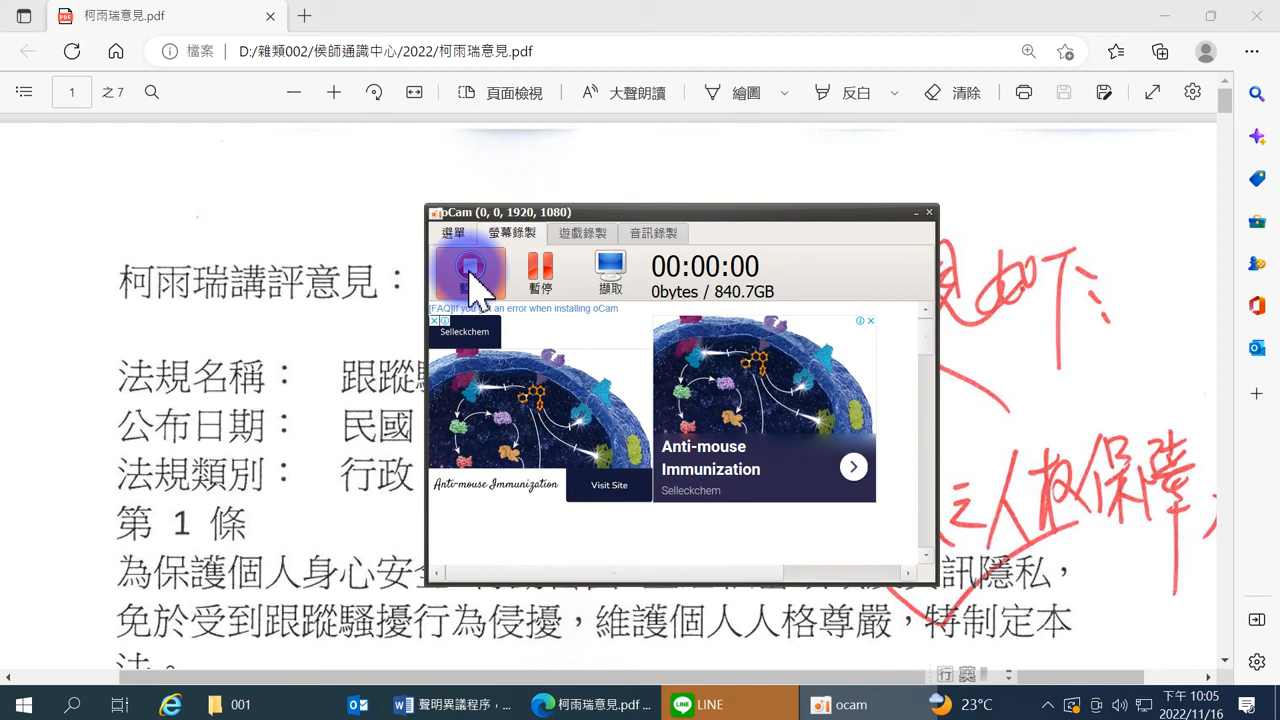 柯雨瑞意見.pdf
檔案
D:/雜類002/侯師通識中心/2022/柯雨瑞意見.pdf
1 之 7
頁面檢視
大聲朗讀
繪圖
反白
清除
oCam (0, 0, 1920, 1080)
選單 螢幕錄製 遊戲錄製 音訊錄製
暫停 擷取
00:00:00
0bytes / 840.7GB
[FAQ]If you an error when installing oCam
Selleckchem
Anti-mouse Immunization
Visit Site
Anti-mouse
Immunization
Selleckchem
柯雨瑞講評意見：
見如下：
法規名稱： 跟蹤騷
公布日期： 民國
法規類別： 行政
之人權保障
第 1 條
為保護個人身心安全
訊隱私，
免於受到跟蹤騷擾行為侵擾，維護個人人格尊嚴，特制定本
法。
行 英
001
聲明異議程序，...
柯雨瑞意見.pdf ...
LINE
ocam
23°C
下午 10:05
2022/11/16